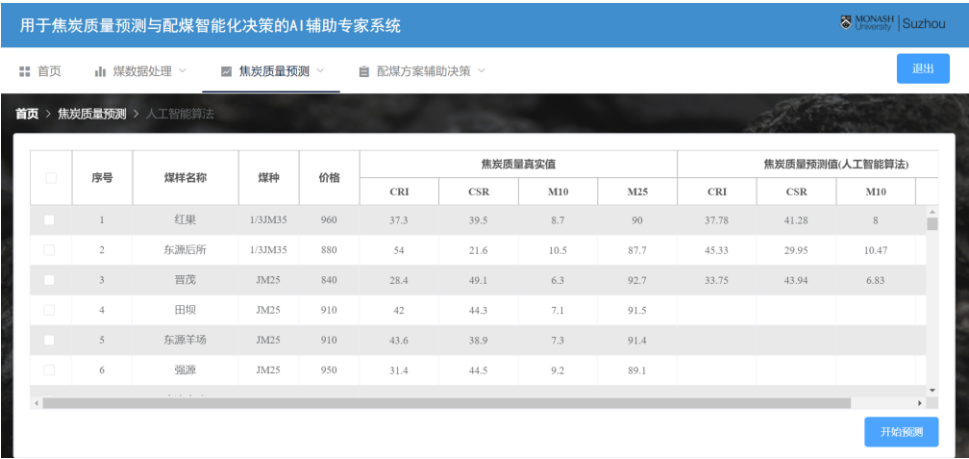 用于焦炭质量预测与配煤智能化决策的AI辅助专家系统
MONASH University Suzhou
首页 煤数据处理 焦炭质量预测 配煤方案辅助决策 退出
首页 > 焦炭质量预测 > 人工智能算法
序号 煤样名称 煤种 价格 焦炭质量真实值 焦炭质量预测值(人工智能算法)
CRI CSR M10 M25 CRI CSR M10
1 红果 1/3JM35 960 37.3 39.5 8.7 90 37.78 41.28 8
2 东源后所 1/3JM35 880 54 21.6 10.5 87.7 45.33 29.95 10.47
3 晋茂 JM25 840 28.4 49.1 6.3 92.7 33.75 43.94 6.83
4 田坝 JM25 910 42 44.3 7.1 91.5
5 东源羊场 JM25 910 43.6 38.9 7.3 91.4
6 强源 JM25 950 31.4 44.5 9.2 89.1
开始预测